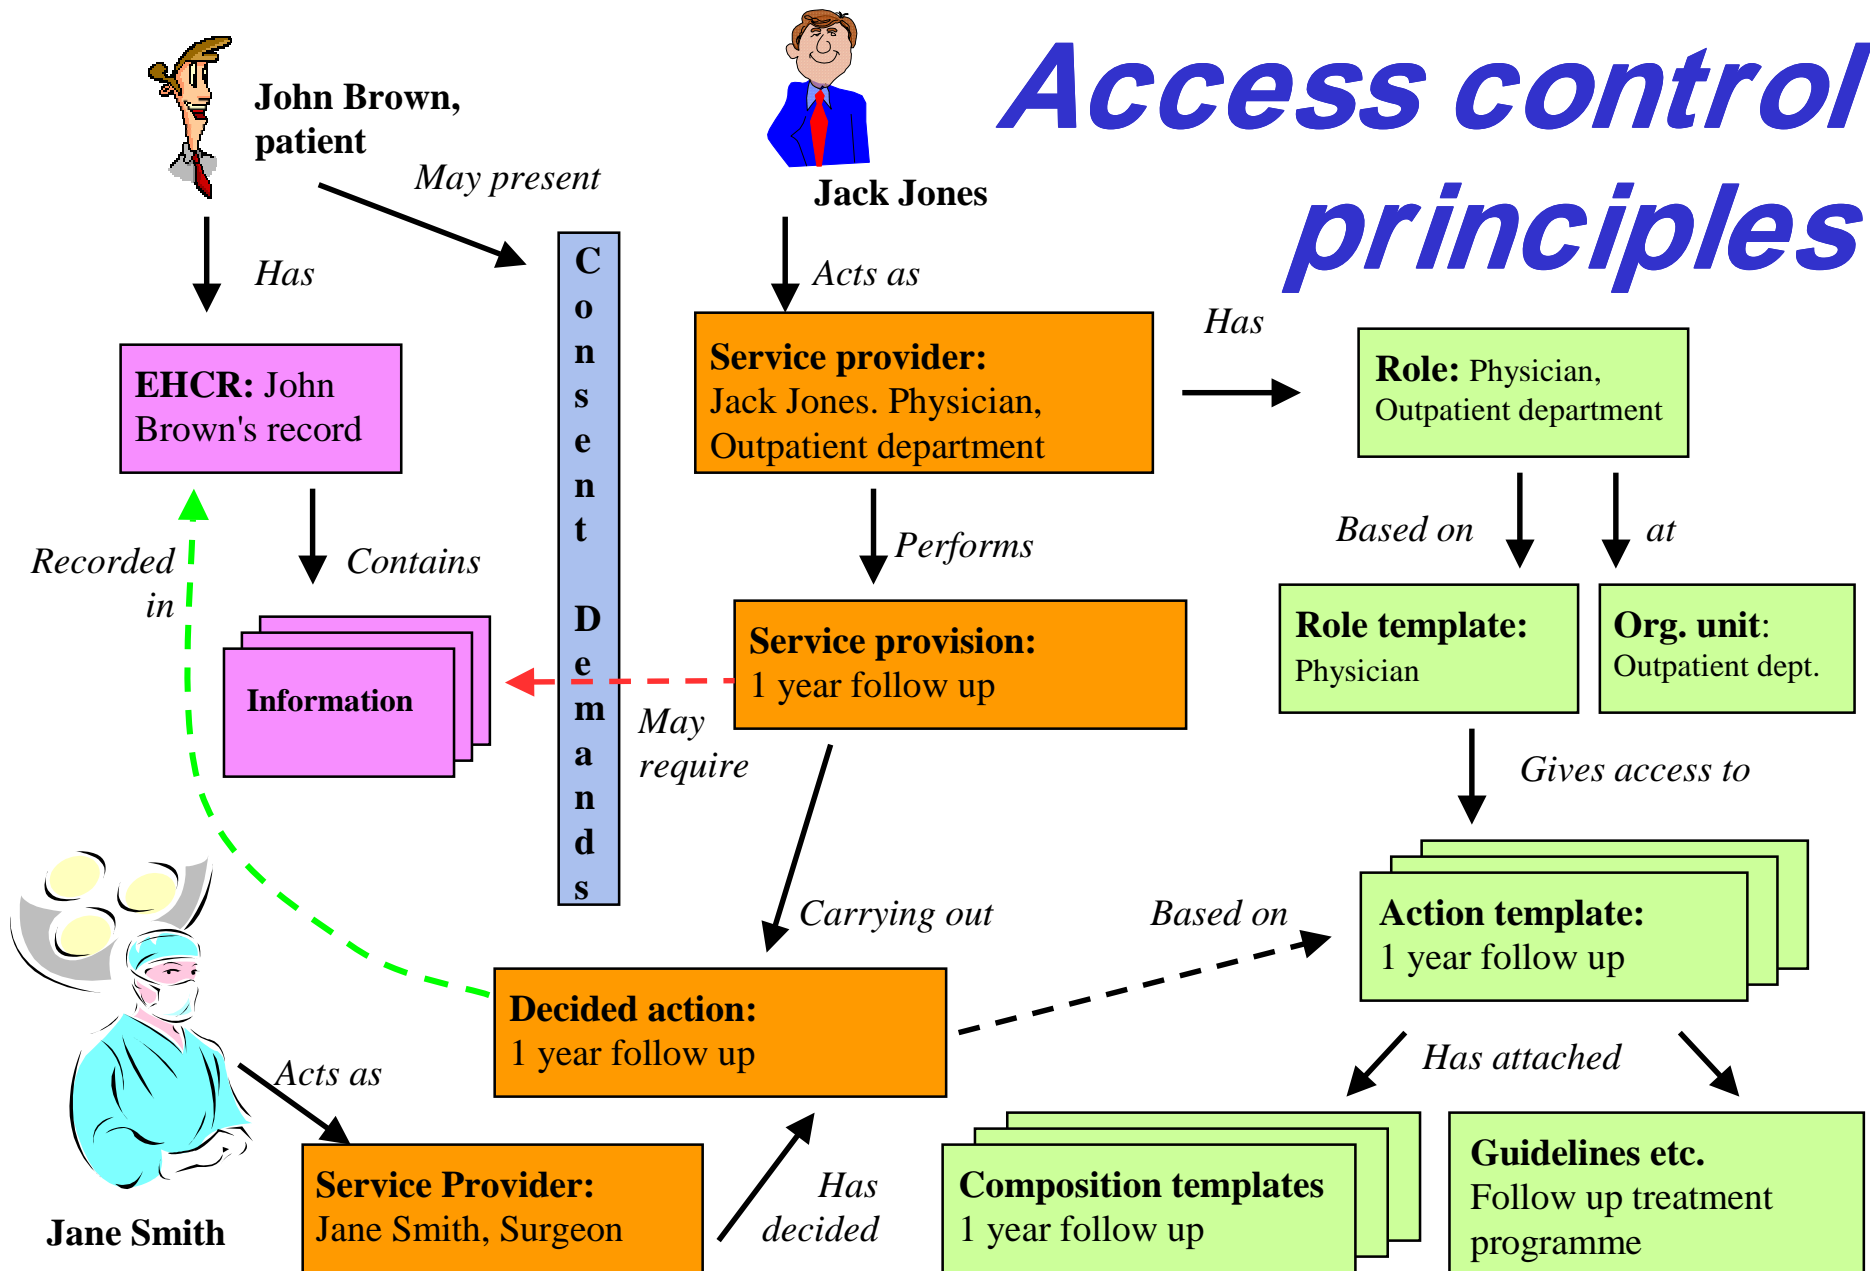 Access control
principles
John Brown,
patient
May present
Jack Jones
Has
Acts as
Has
Consent Demands
EHCR: John
Brown's record
Service provider:
Jack Jones. Physician,
Outpatient department
Role: Physician,
Outpatient department
Recorded
in
Contains
Performs
Based on
at
Information
Service provision:
1 year follow up
Role template:
Physician
Org. unit:
Outpatient dept.
May
require
Gives access to
Carrying out
Based on
Action template:
1 year follow up
Decided action:
1 year follow up
Has attached
Acts as
Jane Smith
Service Provider:
Jane Smith, Surgeon
Has
decided
Composition templates
1 year follow up
Guidelines etc.
Follow up treatment
programme